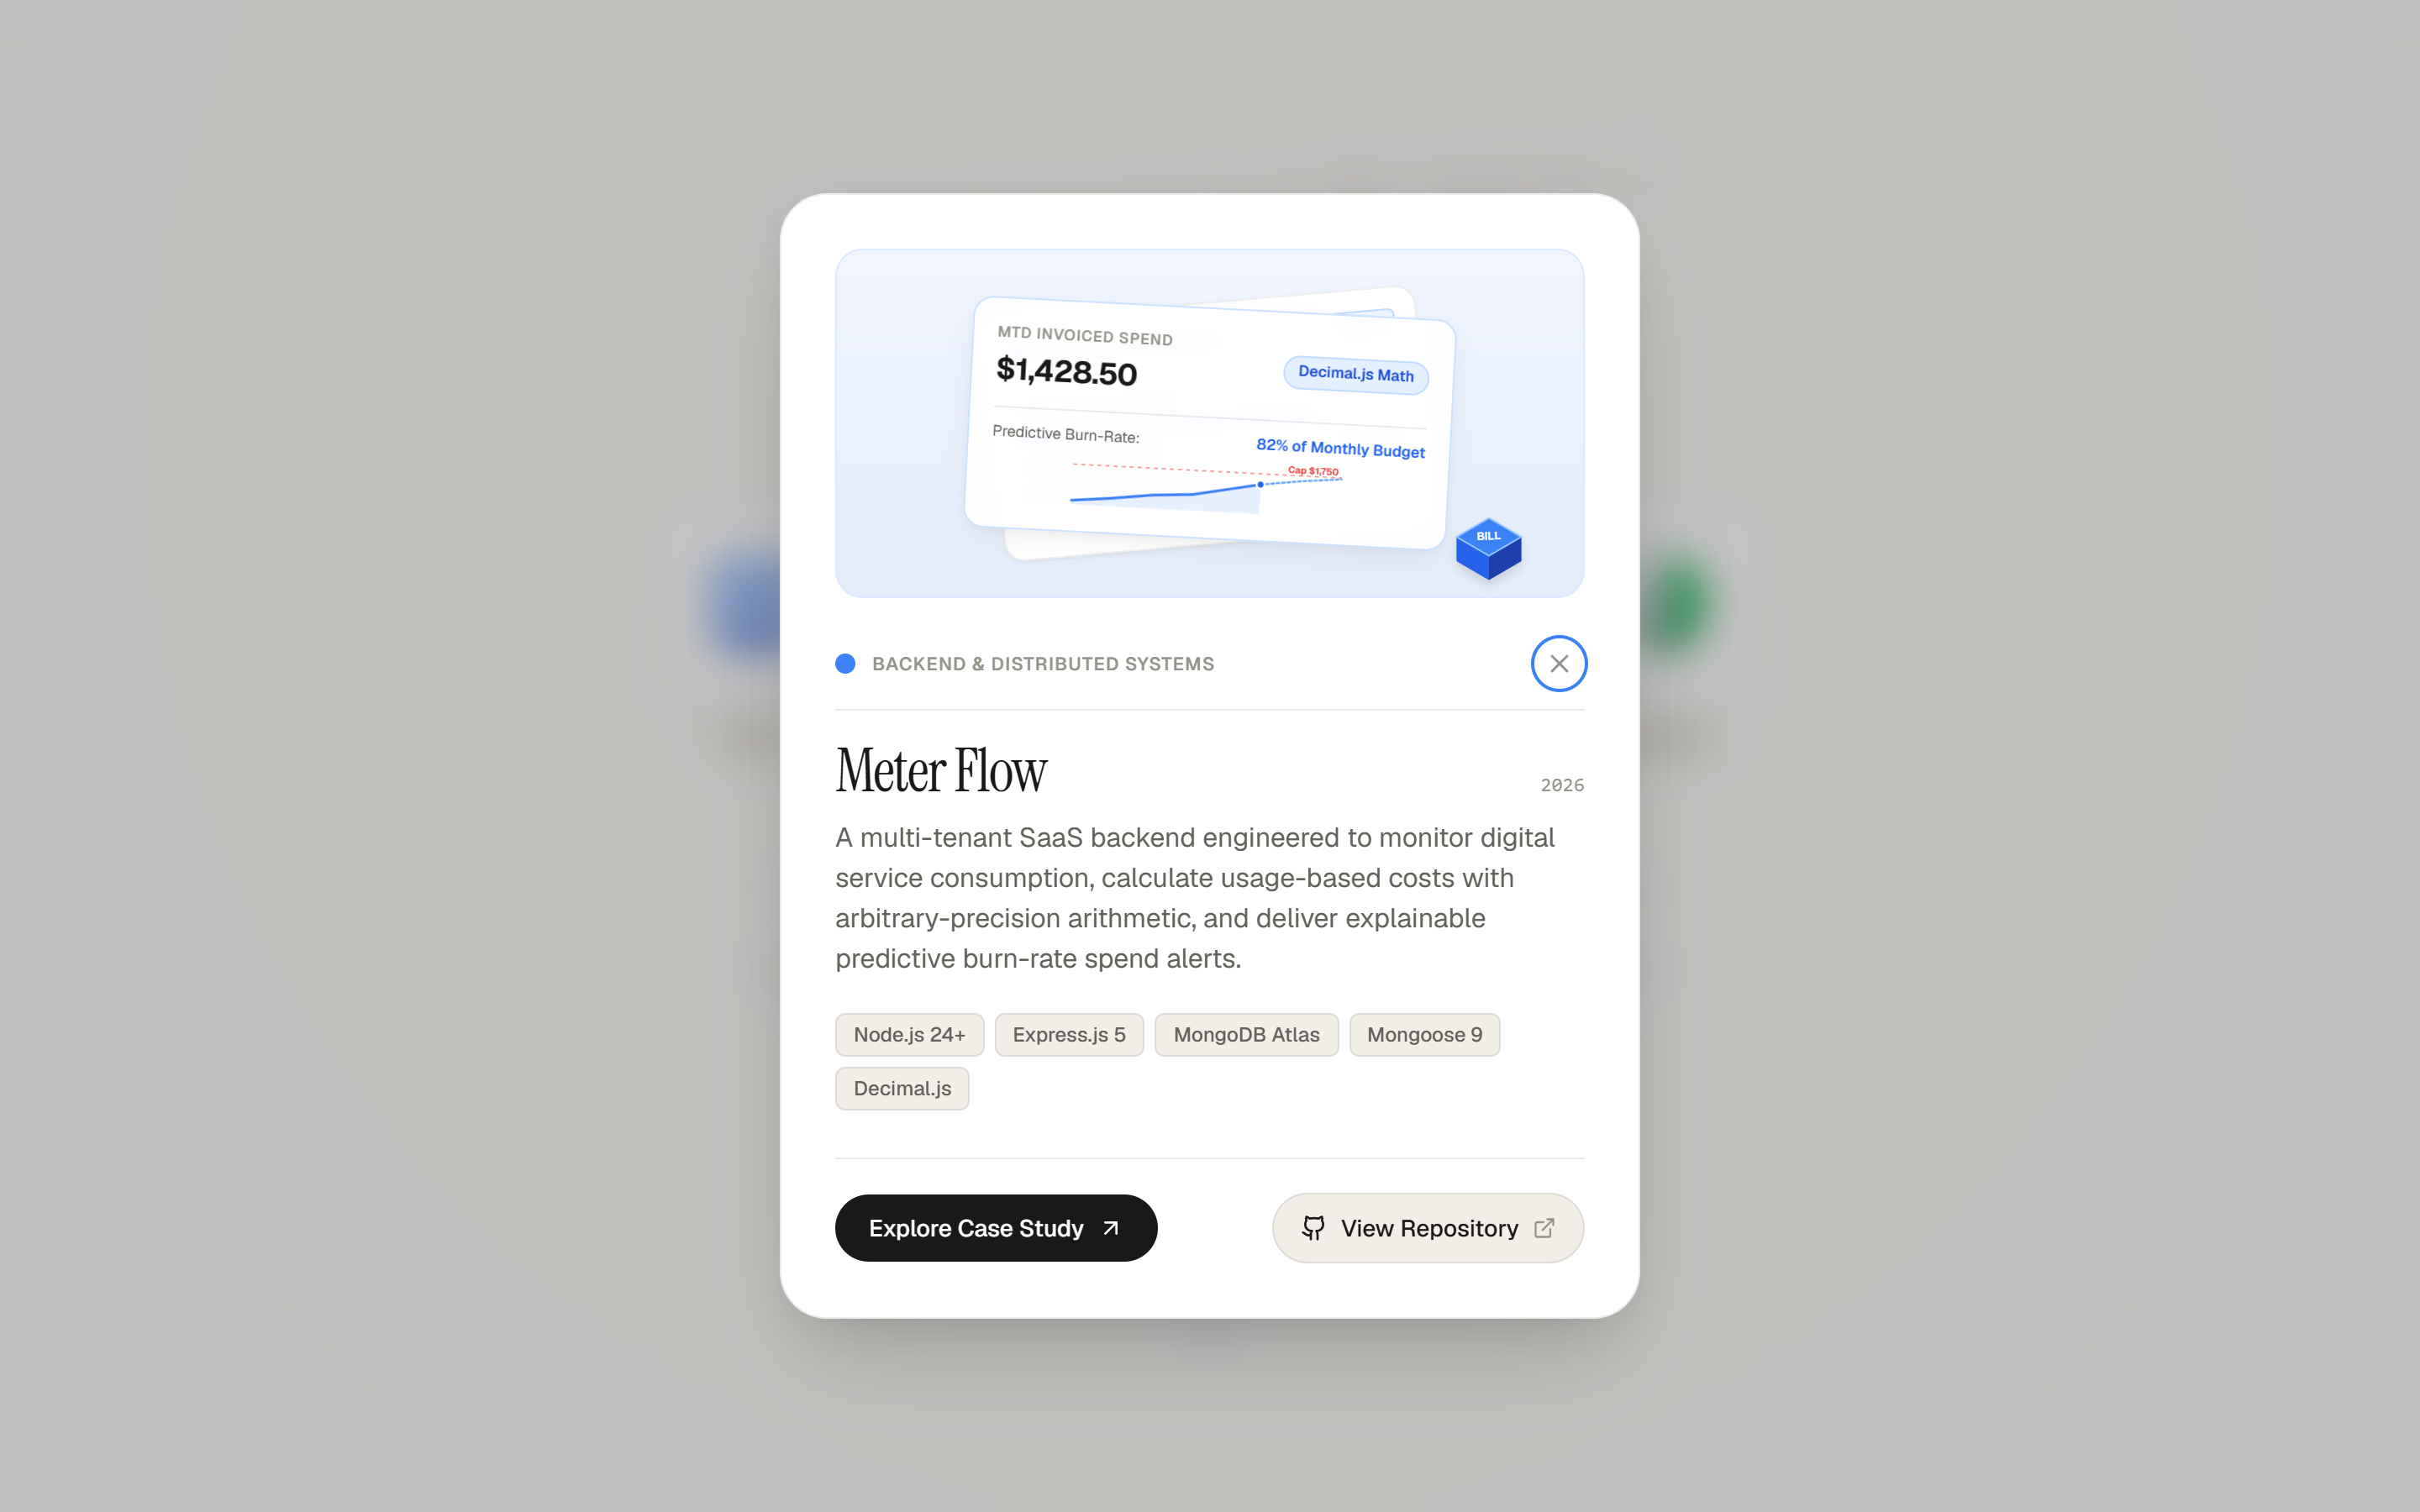 MTD INVOICED SPEND
$1,428.50
Decimal.js Math
Predictive Burn-Rate:
82% of Monthly Budget
Cap $1,750
BILL
BACKEND & DISTRIBUTED SYSTEMS
Meter Flow
2026
A multi-tenant SaaS backend engineered to monitor digital
service consumption, calculate usage-based costs with
arbitrary-precision arithmetic, and deliver explainable
predictive burn-rate spend alerts.
Node.js 24+
Express.js 5
MongoDB Atlas
Mongoose 9
Decimal.js
Explore Case Study
View Repository